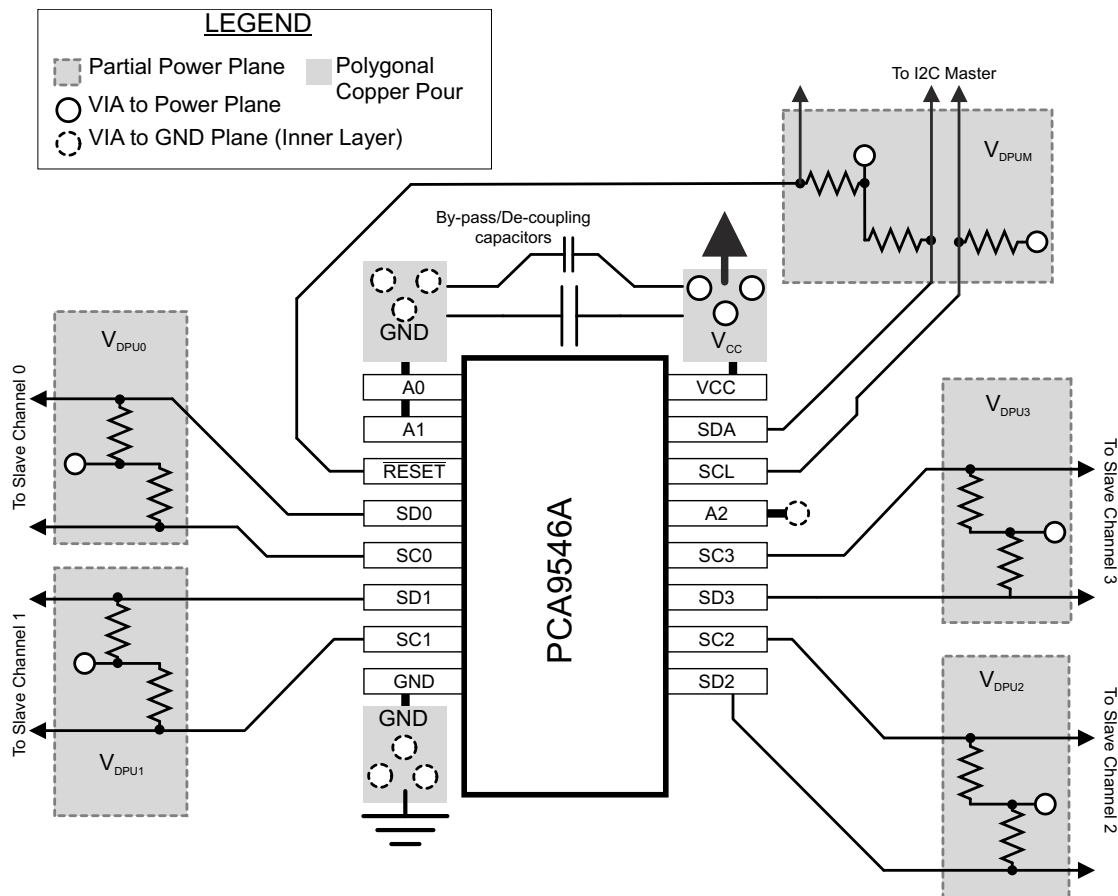 LEGEND
Partial Power Plane
Polygonal
Copper Pour
VIA to Power Plane
VIA to GND Plane (Inner Layer)
To I2C Master
VDPUM
By-pass/De-coupling
capacitors
GND
VCC
VDPU0
To Slave Channel 0
VDPU1
To Slave Channel 1
A0
A1
RESET
SD0
SC0
SD1
SC1
GND
GND
PCA9546A
VCC
SDA
SCL
A2
SC3
SD3
SC2
SD2
VDPU3
To Slave Channel 3
VDPU2
To Slave Channel 2